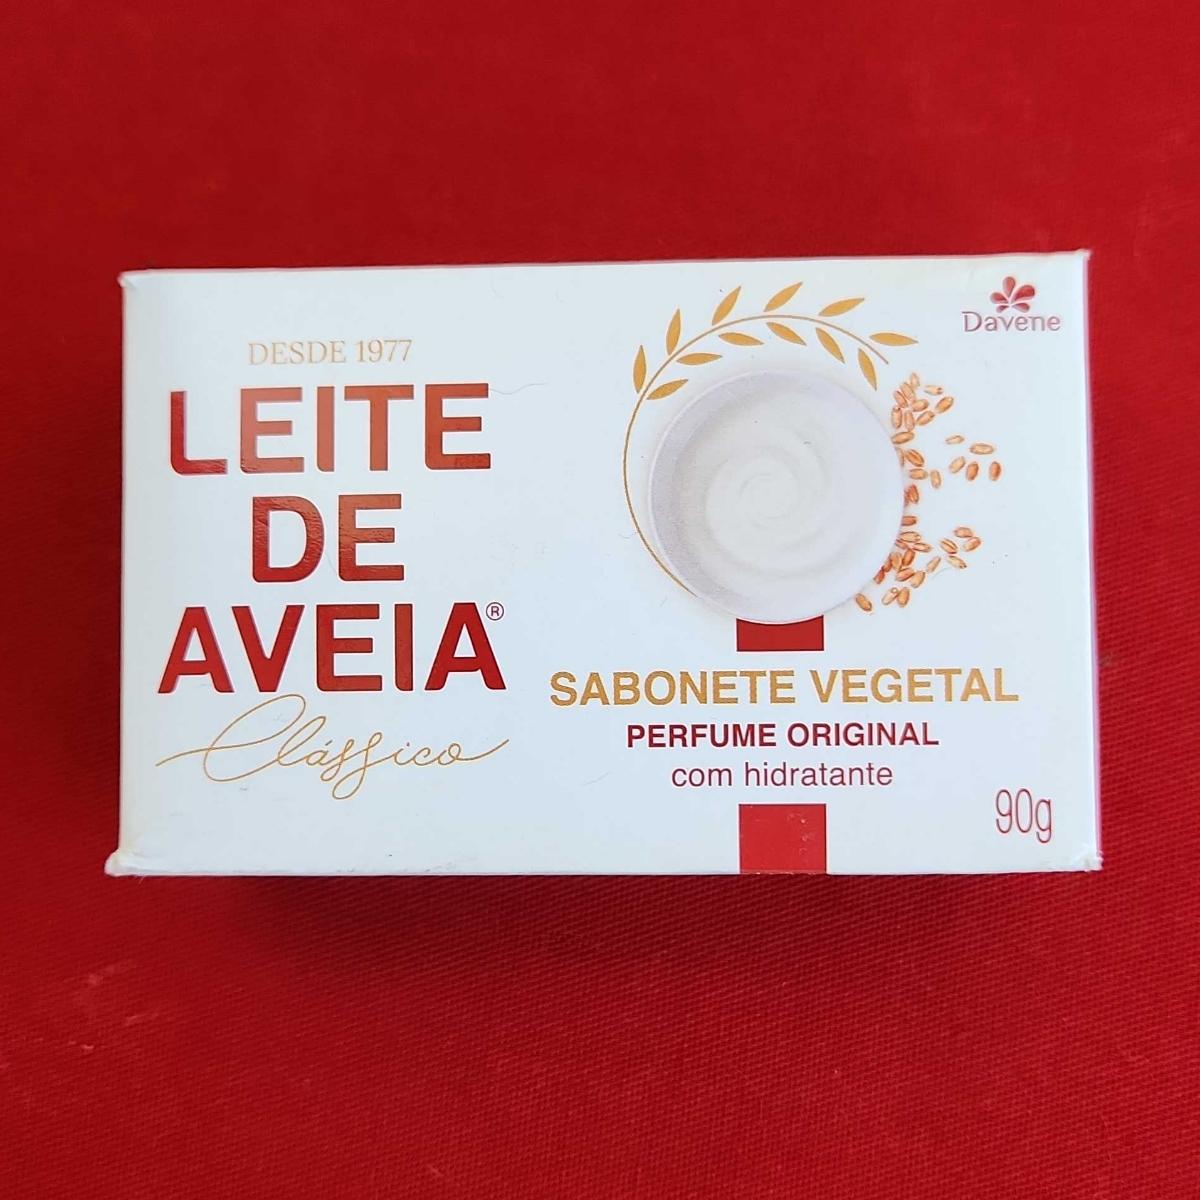 DESDE 1977
LEITE
DE
AVEIA®
Clássico
Davene
SABONETE VEGETAL
PERFUME ORIGINAL
com hidratante
90g